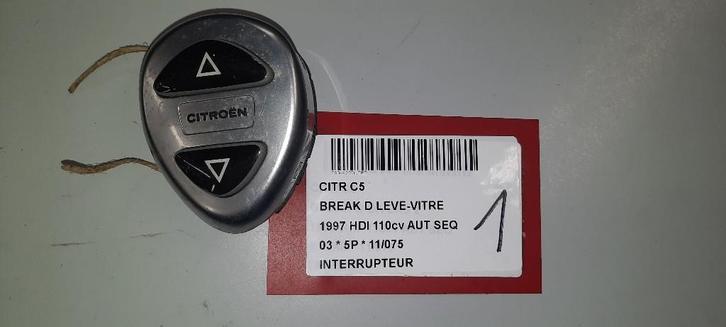 CITROËN
CITR C5
BREAK D LEVE-VITRE
1997 HDI 110cv AUT SEQ
03 * 5P * 11/075
INTERRUPTEUR
1